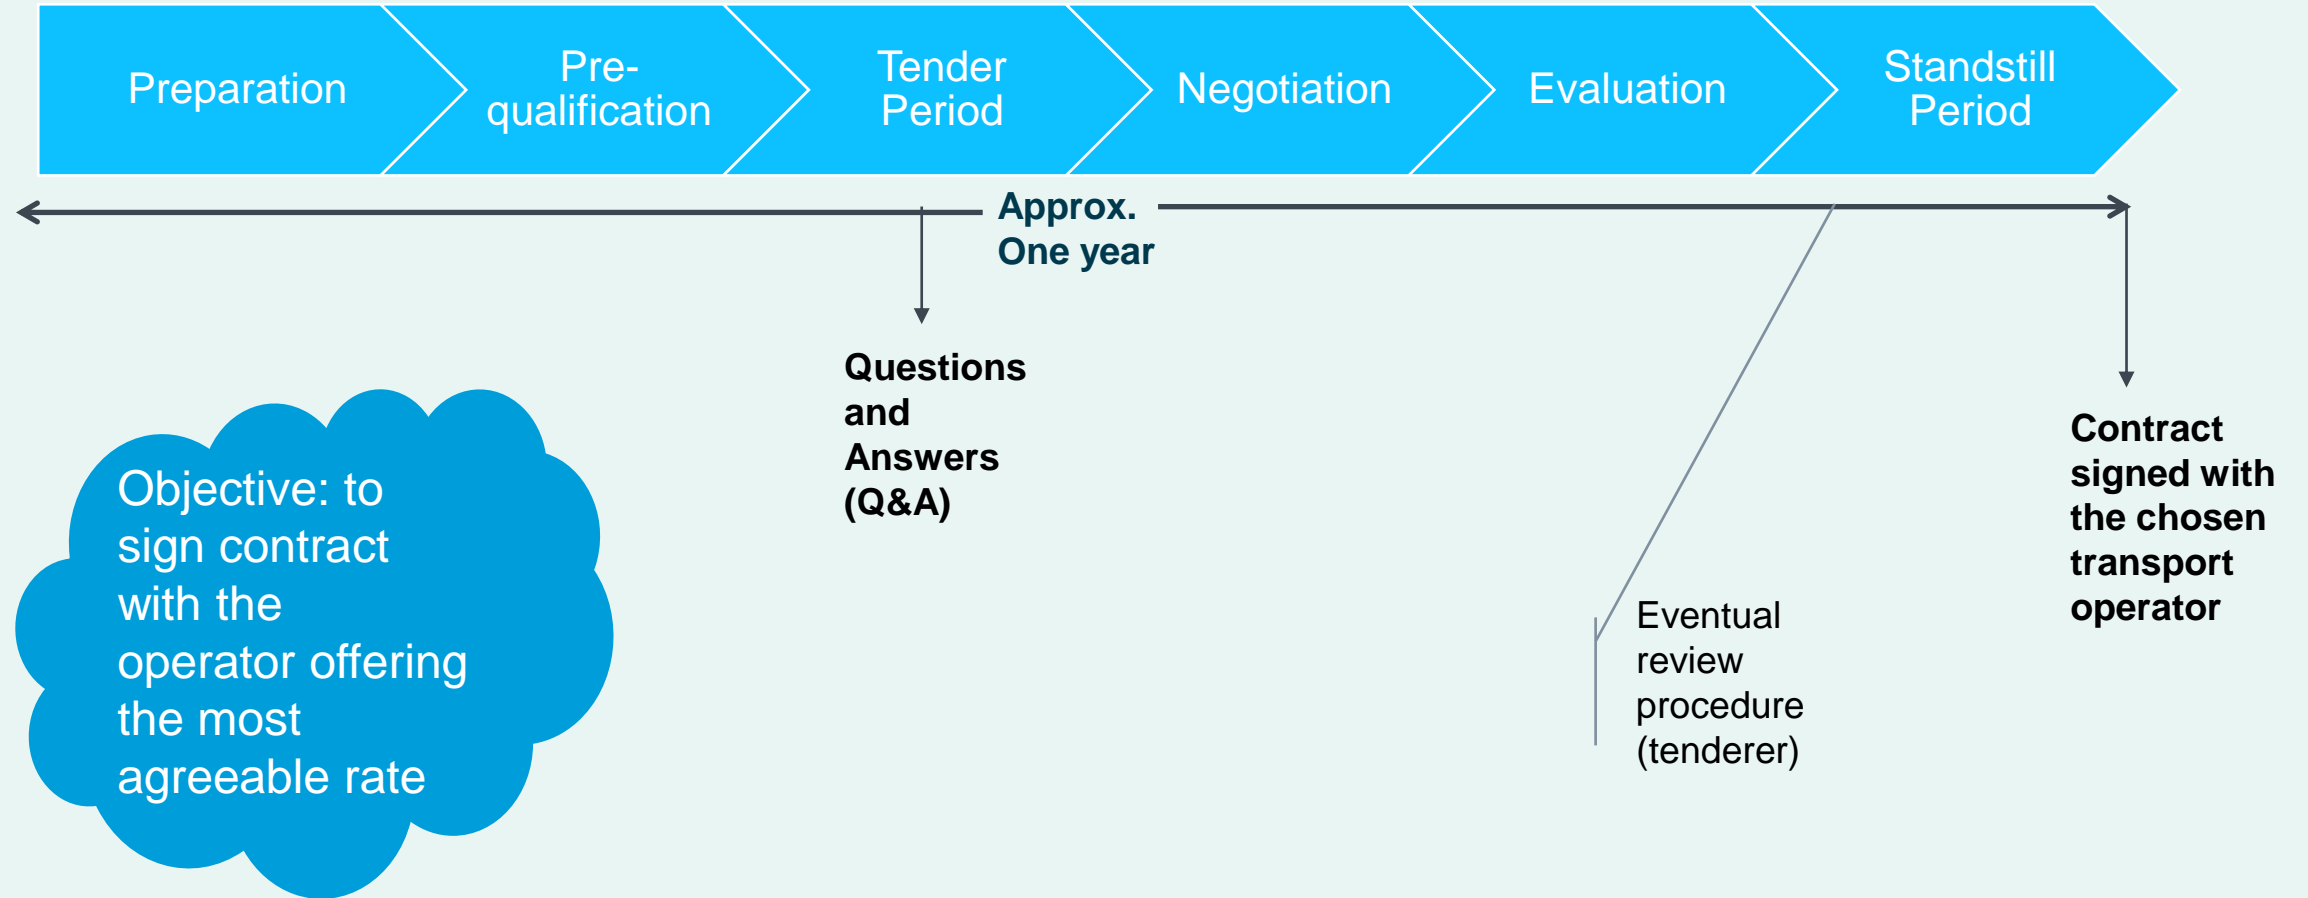 Preparation
Pre-
qualification
Tender
Period
Negotiation
Evaluation
Standstill
Period
Approx.
One year
Questions
and
Answers
(Q&A)
Contract
signed with
the chosen
transport
operator
Objective: to
sign contract
with the
operator offering
the most
agreeable rate
Eventual
review
procedure
(tenderer)